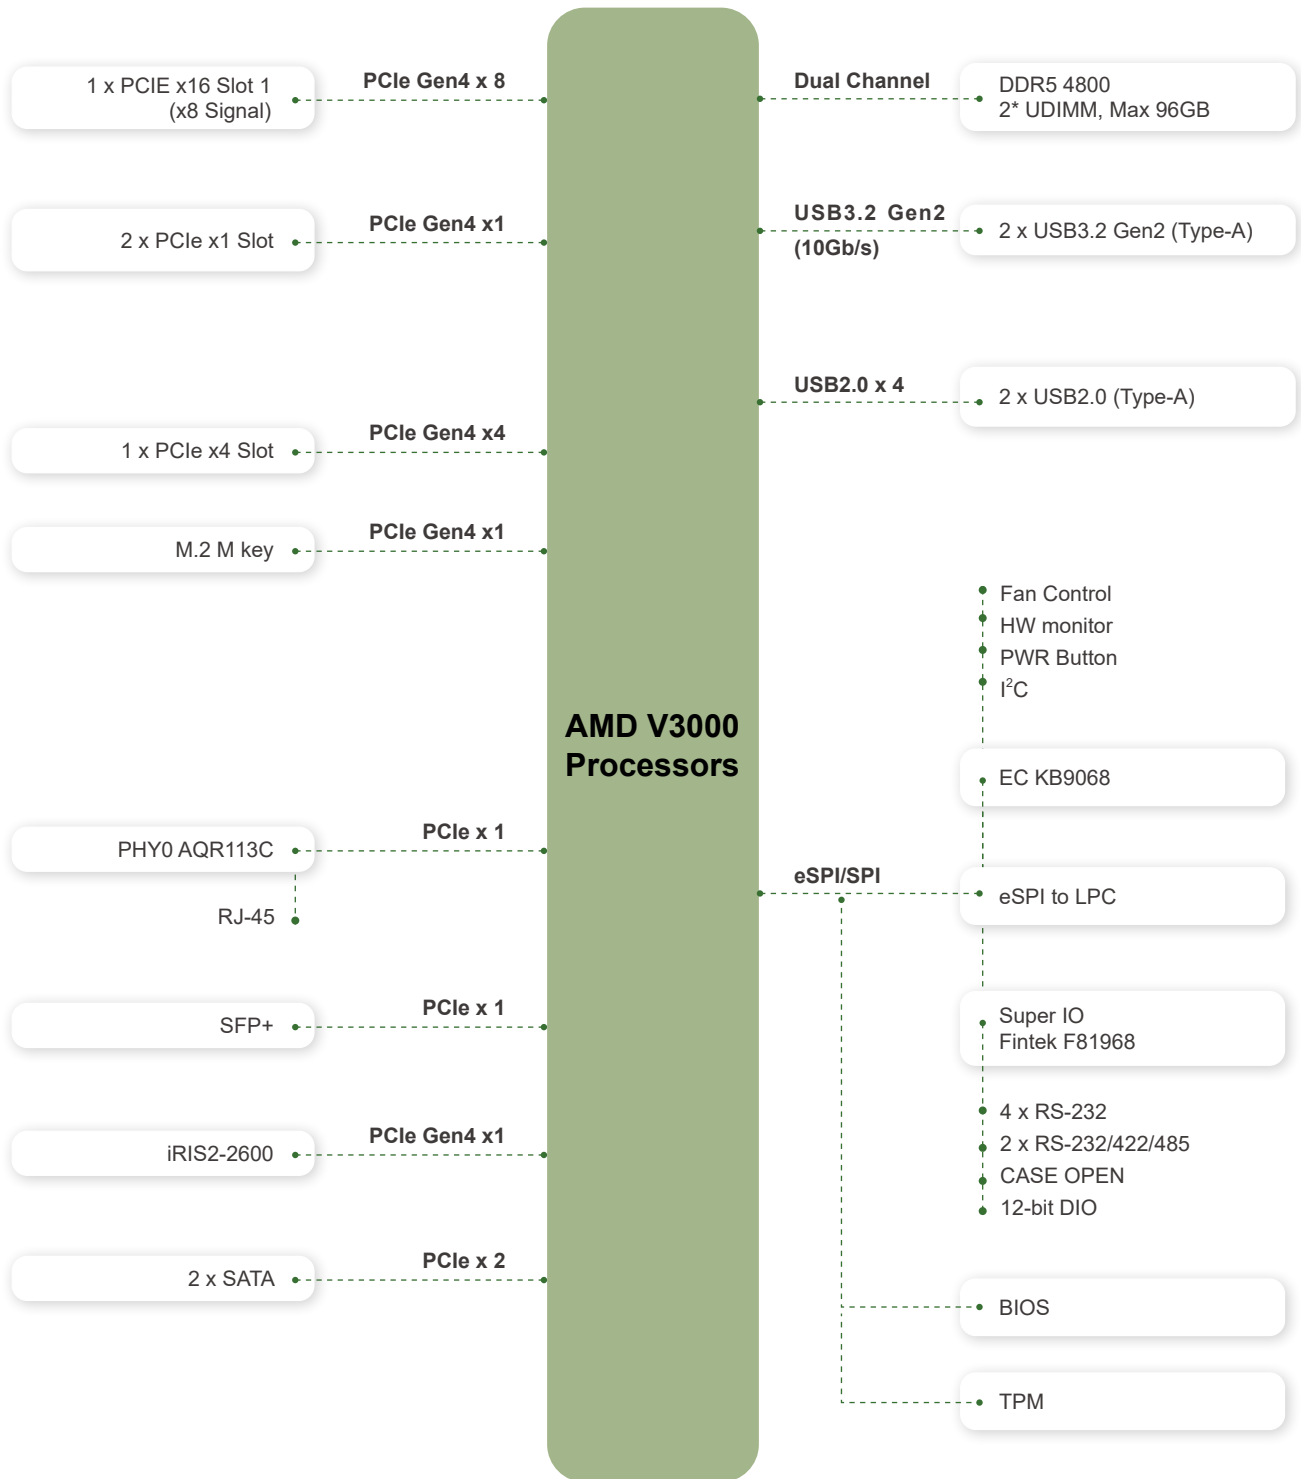 1 x PCIE x16 Slot 1
(x8 Signal)
PCIe Gen4 x 8
2 x PCIe x1 Slot
PCIe Gen4 x1
1 x PCIe x4 Slot
PCIe Gen4 x4
M.2 M key
PCIe Gen4 x1
PHY0 AQR113C
PCIe x 1
RJ-45
SFP+
PCIe x 1
iRIS2-2600
PCIe Gen4 x1
2 x SATA
PCIe x 2
AMD V3000
Processors
Dual Channel
DDR5 4800
2* UDIMM, Max 96GB
USB3.2 Gen2
(10Gb/s)
2 x USB3.2 Gen2 (Type-A)
USB2.0 x 4
2 x USB2.0 (Type-A)
Fan Control
HW monitor
PWR Button
I²C
EC KB9068
eSPI/SPI
eSPI to LPC
Super IO
Fintek F81968
4 x RS-232
2 x RS-232/422/485
CASE OPEN
12-bit DIO
BIOS
TPM